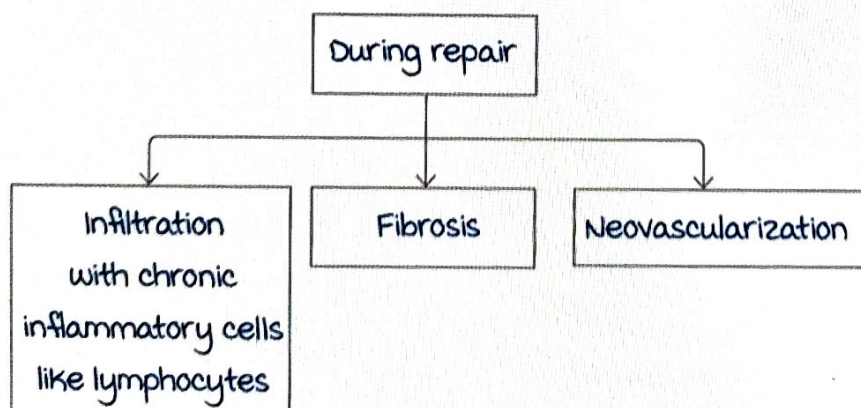 During repair
Infiltration
with chronic
inflammatory cells
like lymphocytes
Fibrosis
Neovascularization